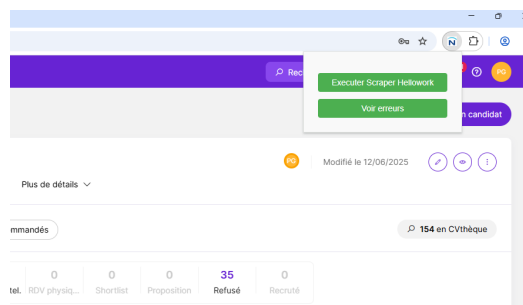 Rec
Executer Scraper Hellowork
Voir erreurs
PG
n candidat
PG
Modifié le 12/06/2025
Plus de détails
mmandés
154 en CVthèque
0
0
0
35
0
tel.
RDV physiq...
Shortlist
Proposition
Refusé
Recruté